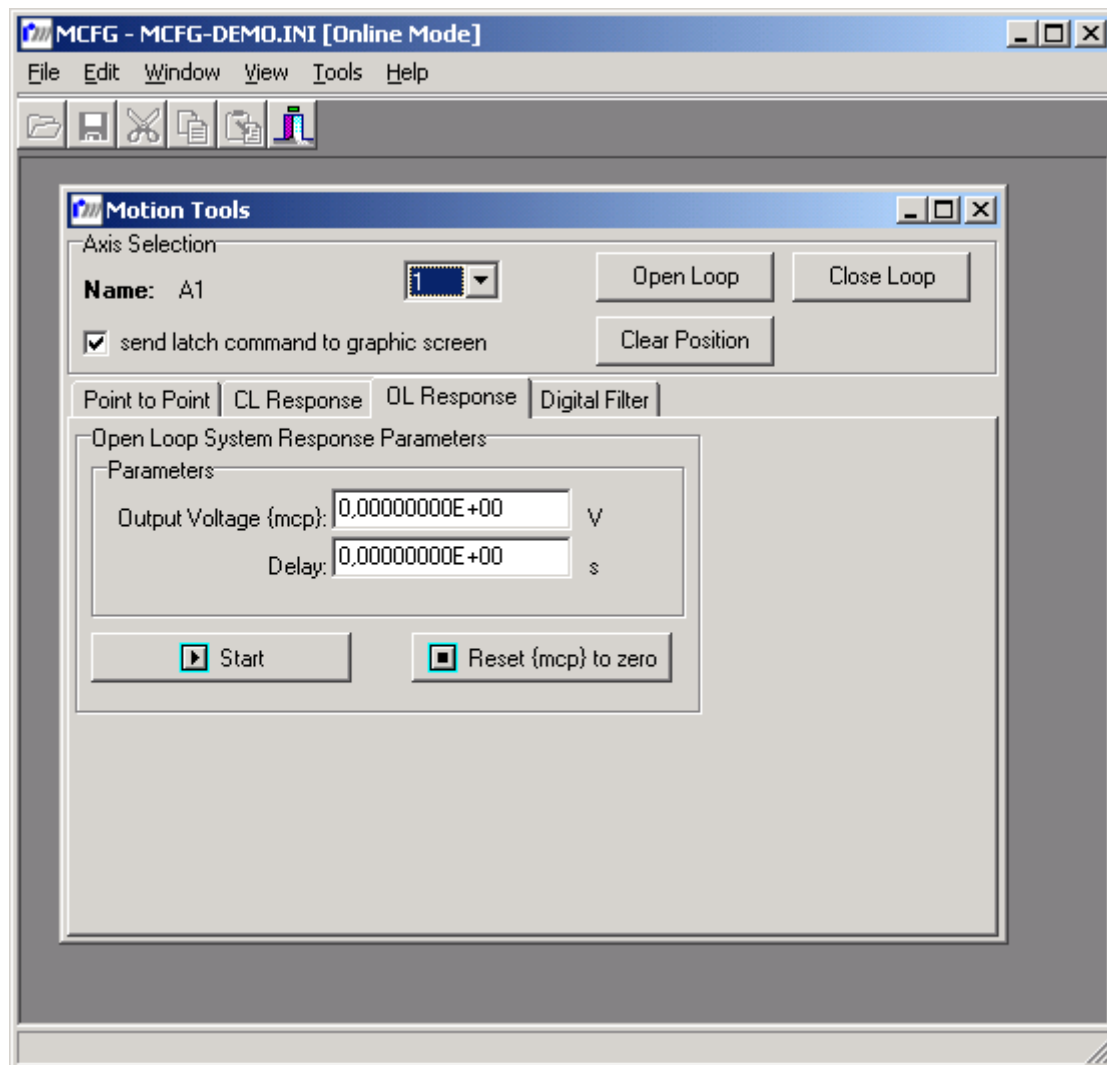 MCFG - MCFG-DEMO.INI [Online Mode]
File Edit Window View Tools Help
Motion Tools
Axis Selection
Name: A1 1 Open Loop Close Loop
send latch command to graphic screen Clear Position
Point to Point CL Response OL Response Digital Filter
Open Loop System Response Parameters
Parameters
Output Voltage {mcp}: 0,00000000E+00 V
Delay: 0,00000000E+00 s
Start Reset {mcp} to zero